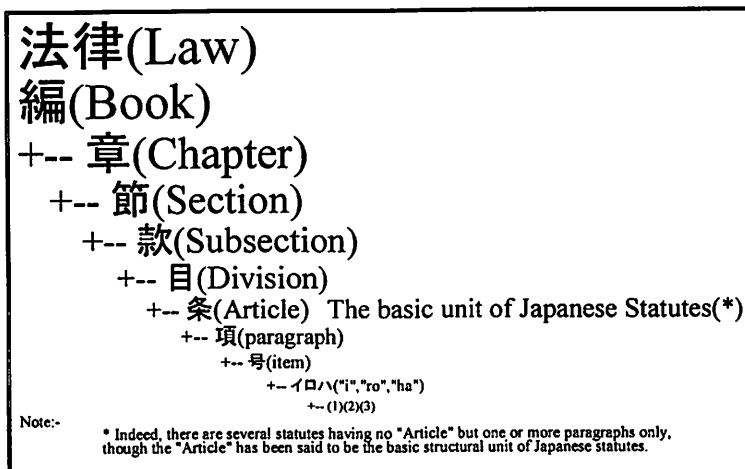 法律(Law)
編(Book)
+-- 章(Chapter)
+-- 節(Section)
+-- 款(Subsection)
+-- 目(Division)
+-- 条(Article) The basic unit of Japanese Statutes(*)
+-- 項(paragraph)
+-- 号(item)
+-- イロハ("i","ro","ha")
+-- (1)(2)(3)
Note:-
* Indeed, there are several statutes having no "Article" but one or more paragraphs only,
though the "Article" has been said to be the basic structural unit of Japanese statutes.